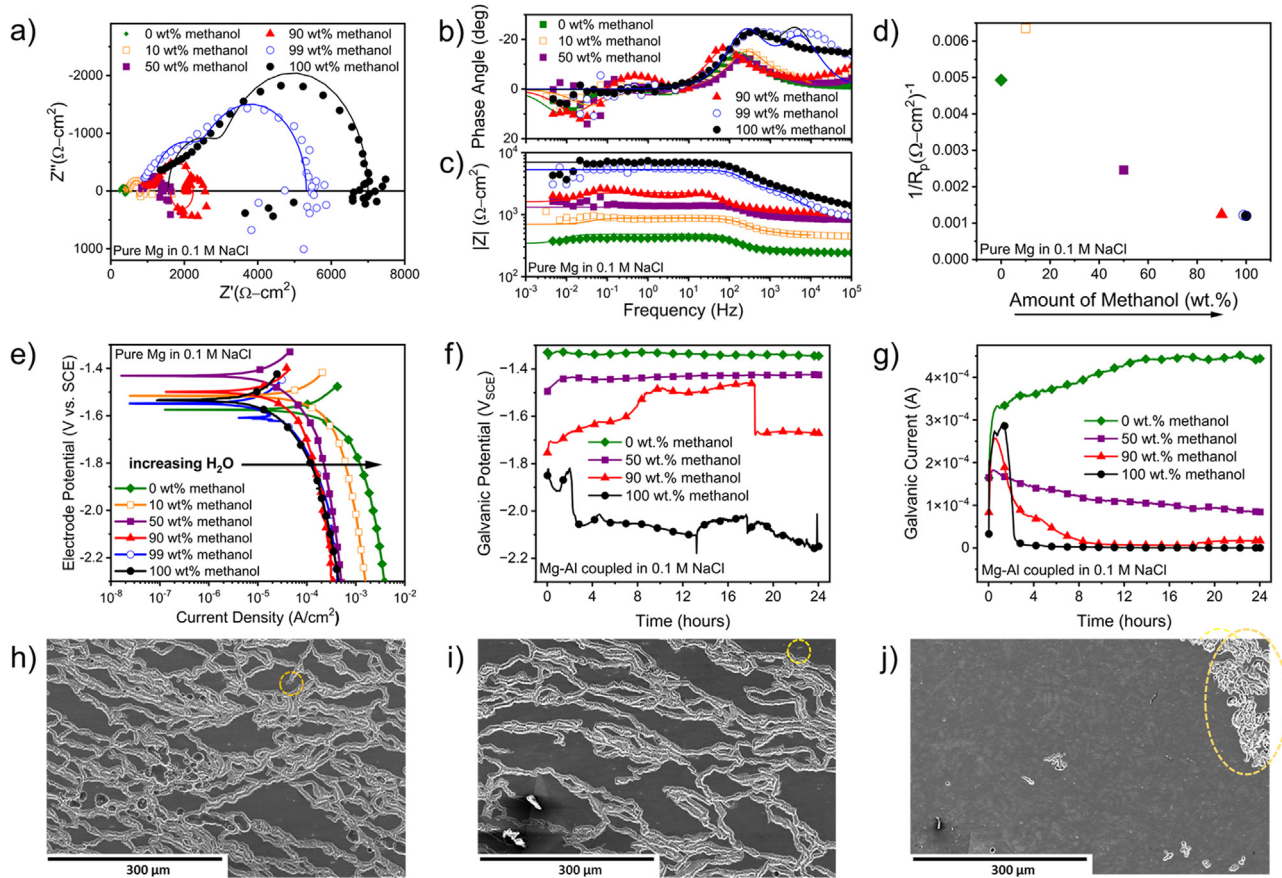 a)
0 wt% methanol
10 wt% methanol
50 wt% methanol
90 wt% methanol
99 wt% methanol
100 wt% methanol
-2000
-1000
0
1000
Z''(Ω−cm²)
Pure Mg in 0.1 M NaCl
0 2000 4000 6000 8000
Z'(Ω−cm²)
b)
0 wt% methanol
10 wt% methanol
50 wt% methanol
-20
0
20
Phase Angle (deg)
90 wt% methanol
99 wt% methanol
100 wt% methanol
c)
10⁴
10³
10²
|Z| (Ω−cm²)
Pure Mg in 0.1 M NaCl
10⁻³ 10⁻² 10⁻¹ 10⁰ 10¹ 10² 10³ 10⁴ 10⁵
Frequency (Hz)
d)
0.006
0.005
0.004
0.003
0.002
0.001
0.000
1/Rₚ(Ω−cm²)⁻¹
Pure Mg in 0.1 M NaCl
0 20 40 60 80 100
Amount of Methanol (wt.%)
e)
Pure Mg in 0.1 M NaCl
-1.4
-1.6
-1.8
-2.0
-2.2
Electrode Potential (V vs. SCE)
increasing H₂O
0 wt% methanol
10 wt% methanol
50 wt% methanol
90 wt% methanol
99 wt% methanol
100 wt% methanol
10⁻⁸ 10⁻⁷ 10⁻⁶ 10⁻⁵ 10⁻⁴ 10⁻³ 10⁻²
Current Density (A/cm²)
f)
−1.4
−1.6
−1.8
−2.0
−2.2
Galvanic Potential (V_SCE)
0 wt.% methanol
50 wt.% methanol
90 wt.% methanol
100 wt.% methanol
Mg-Al coupled in 0.1 M NaCl
0 4 8 12 16 20 24
Time (hours)
g)
4×10⁻⁴
3×10⁻⁴
2×10⁻⁴
1×10⁻⁴
0
Galvanic Current (A)
0 wt.% methanol
50 wt.% methanol
90 wt.% methanol
100 wt.% methanol
Mg-Al coupled in 0.1 M NaCl
0 4 8 12 16 20 24
Time (hours)
h)
300 µm
i)
300 µm
j)
300 µm